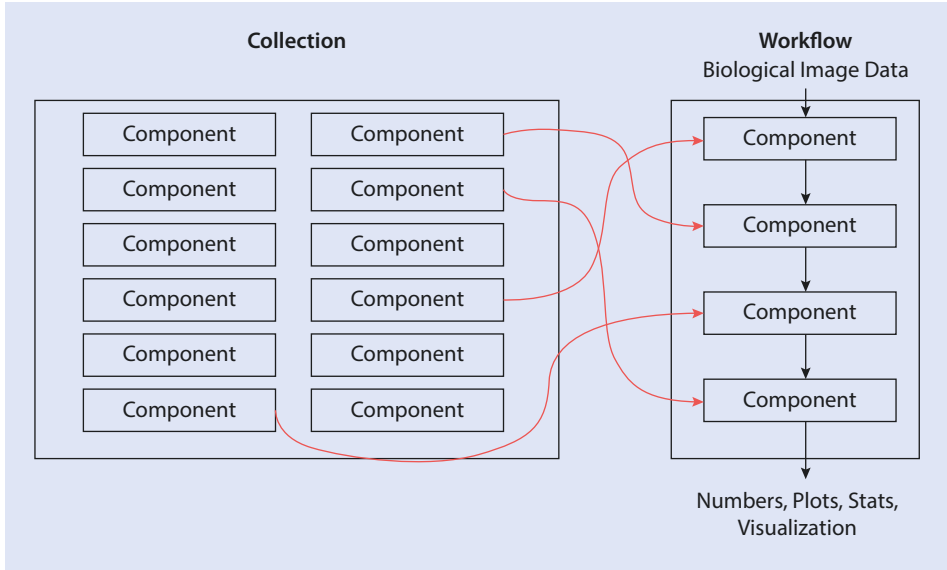 Collection
Workflow
Biological Image Data
Component Component
Component Component
Component Component
Component Component
Component Component
Component Component
Component
Component
Component
Component
Numbers, Plots, Stats,
Visualization